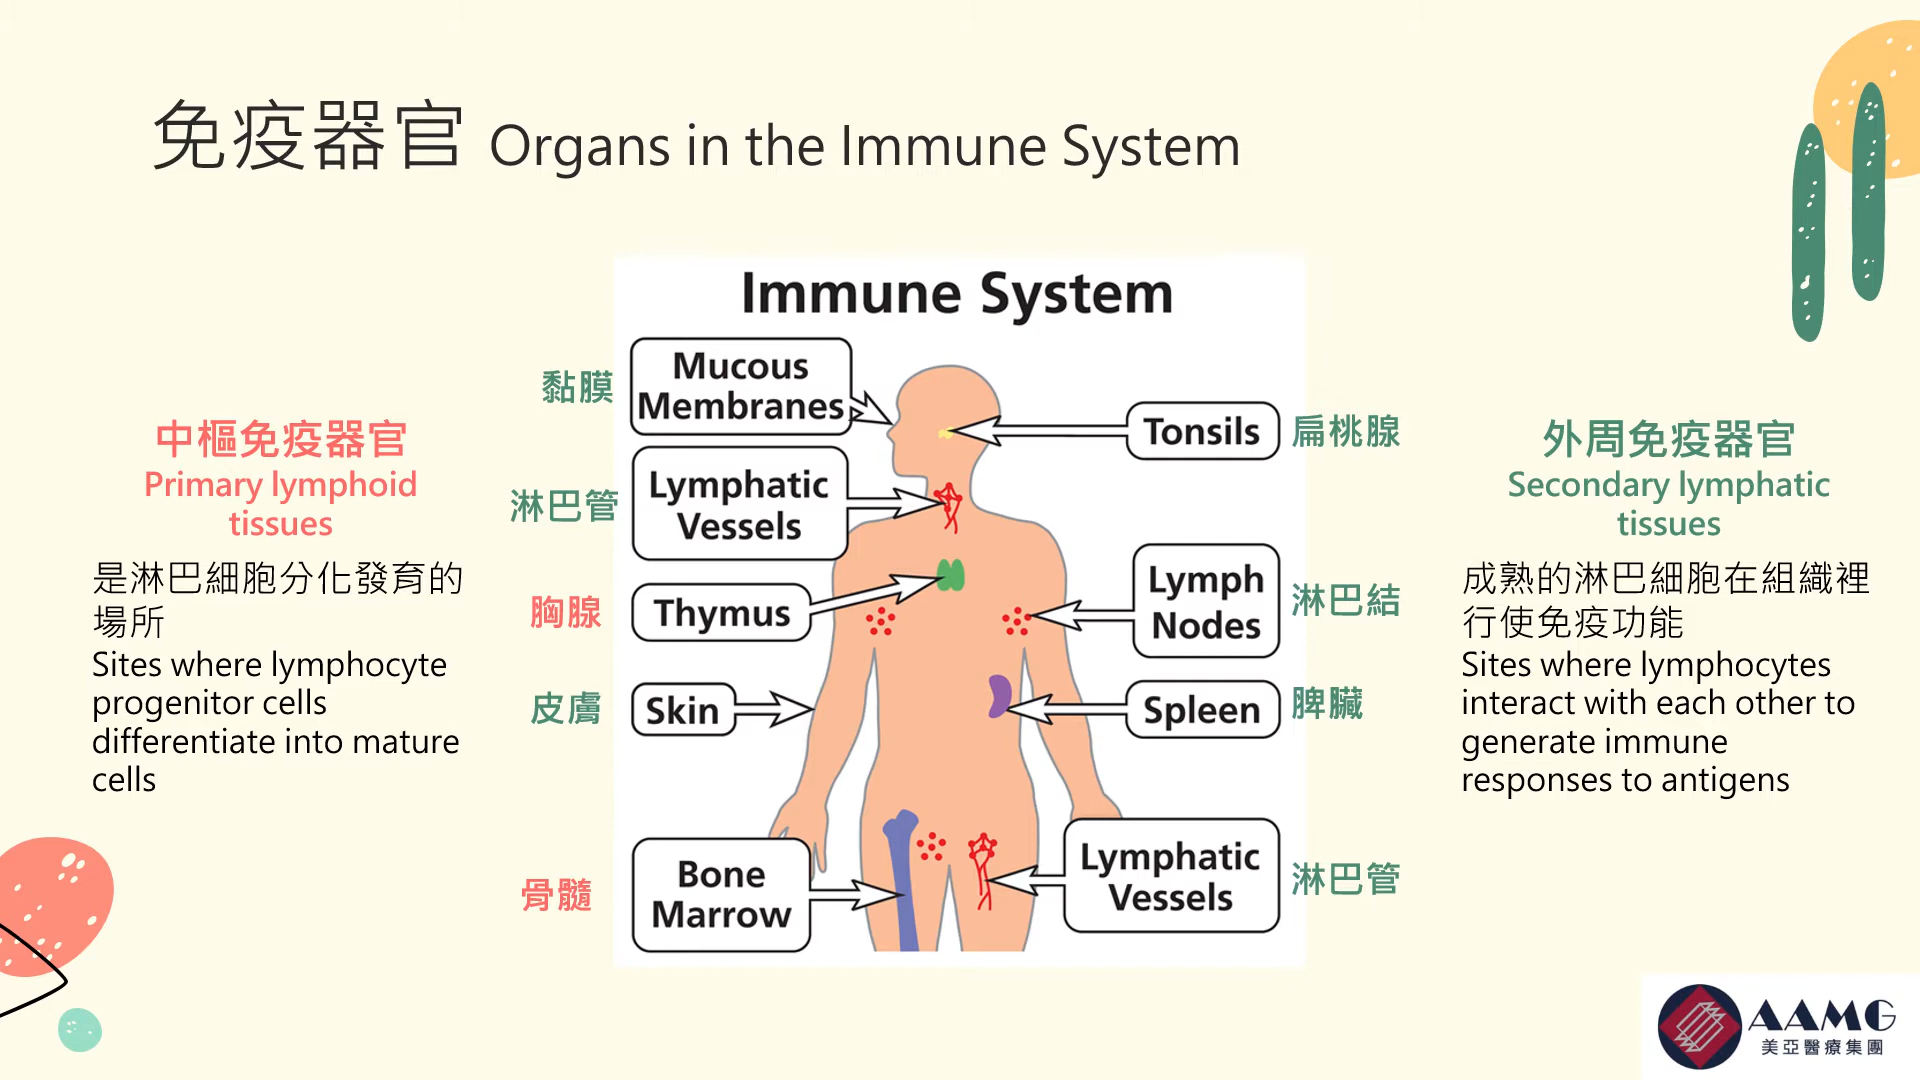 免疫器官 Organs in the Immune System
中樞免疫器官
Primary lymphoid
tissues
是淋巴細胞分化發育的
場所
Sites where lymphocyte
progenitor cells
differentiate into mature
cells
Immune System
黏膜
Mucous
Membranes
淋巴管
Lymphatic
Vessels
胸腺
Thymus
皮膚
Skin
骨髓
Bone
Marrow
Tonsils
扁桃腺
Lymph
Nodes
淋巴結
Spleen
脾臟
Lymphatic
Vessels
淋巴管
外周免疫器官
Secondary lymphatic
tissues
成熟的淋巴細胞在組織裡
行使免疫功能
Sites where lymphocytes
interact with each other to
generate immune
responses to antigens
AAMG
美亞醫療集團